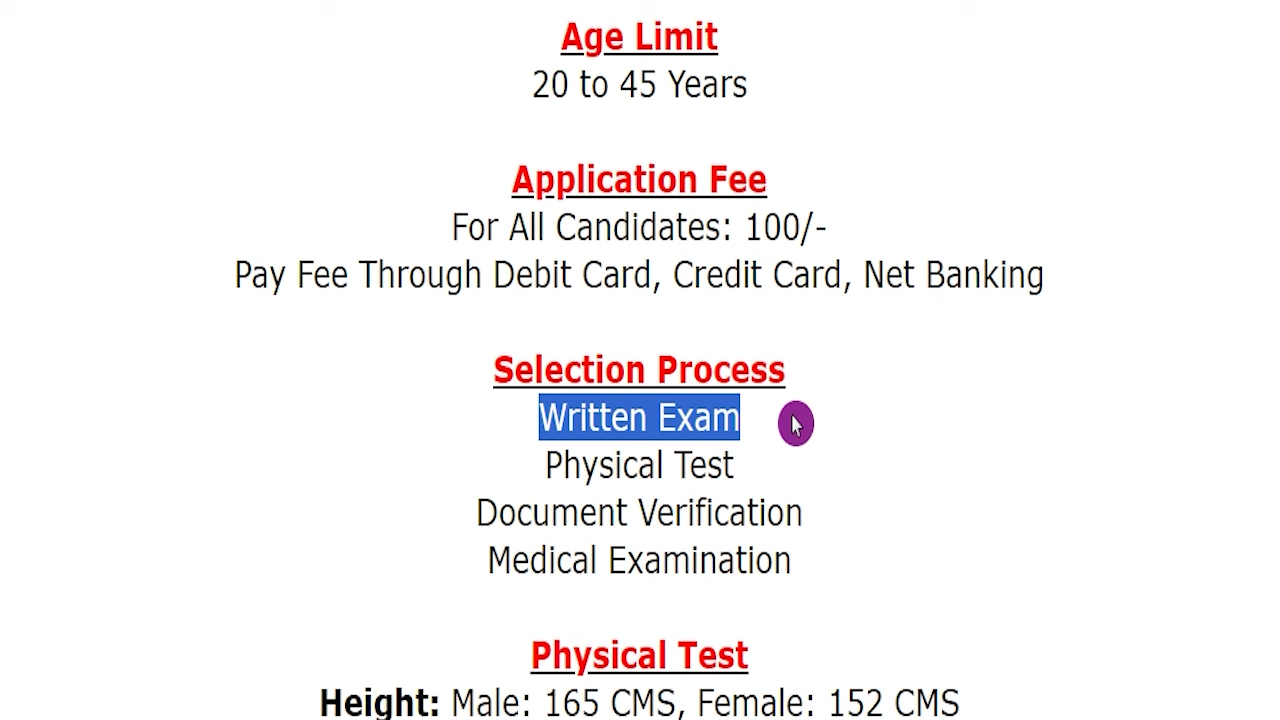 Age Limit
20 to 45 Years
Application Fee
For All Candidates: 100/-
Pay Fee Through Debit Card, Credit Card, Net Banking
Selection Process
Written Exam
Physical Test
Document Verification
Medical Examination
Physical Test
Height: Male: 165 CMS, Female: 152 CMS